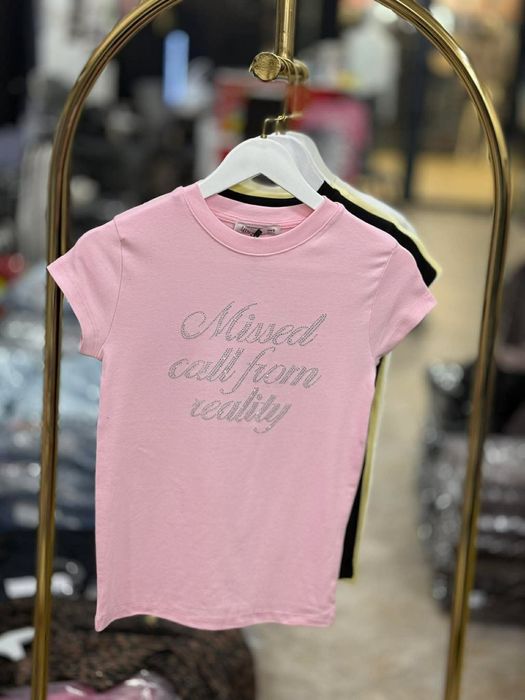 Missed
call from
reality